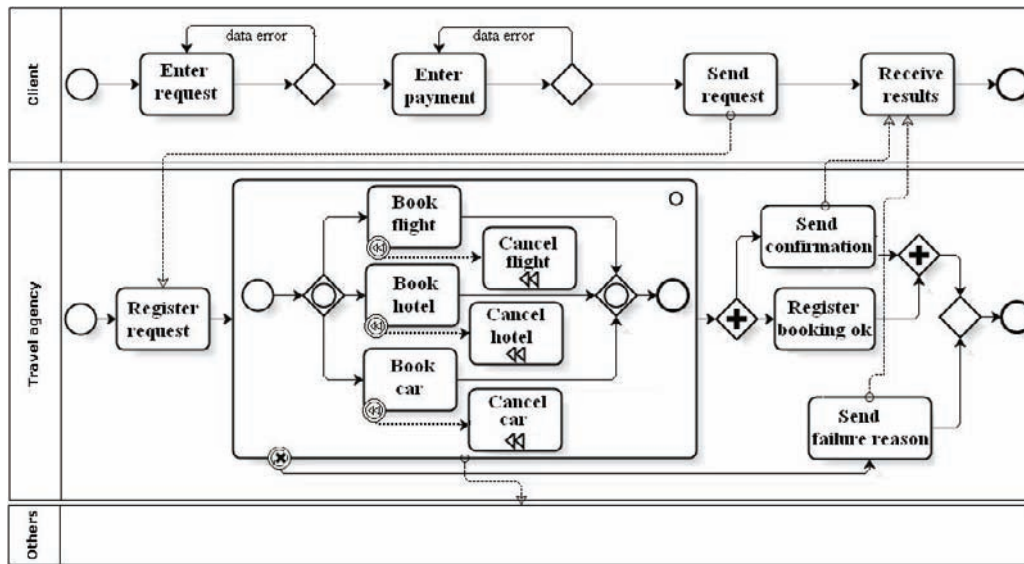 Client
data error
Enter
request
data error
Enter
payment
Send
request
Receive
results
Travel egency
Register
request
Book
flight
Cancel
flight
Book
hotel
Cancel
hotel
Book
car
Cancel
car
Send
confirmation
Register
booking ok
Send
failure reason
Others